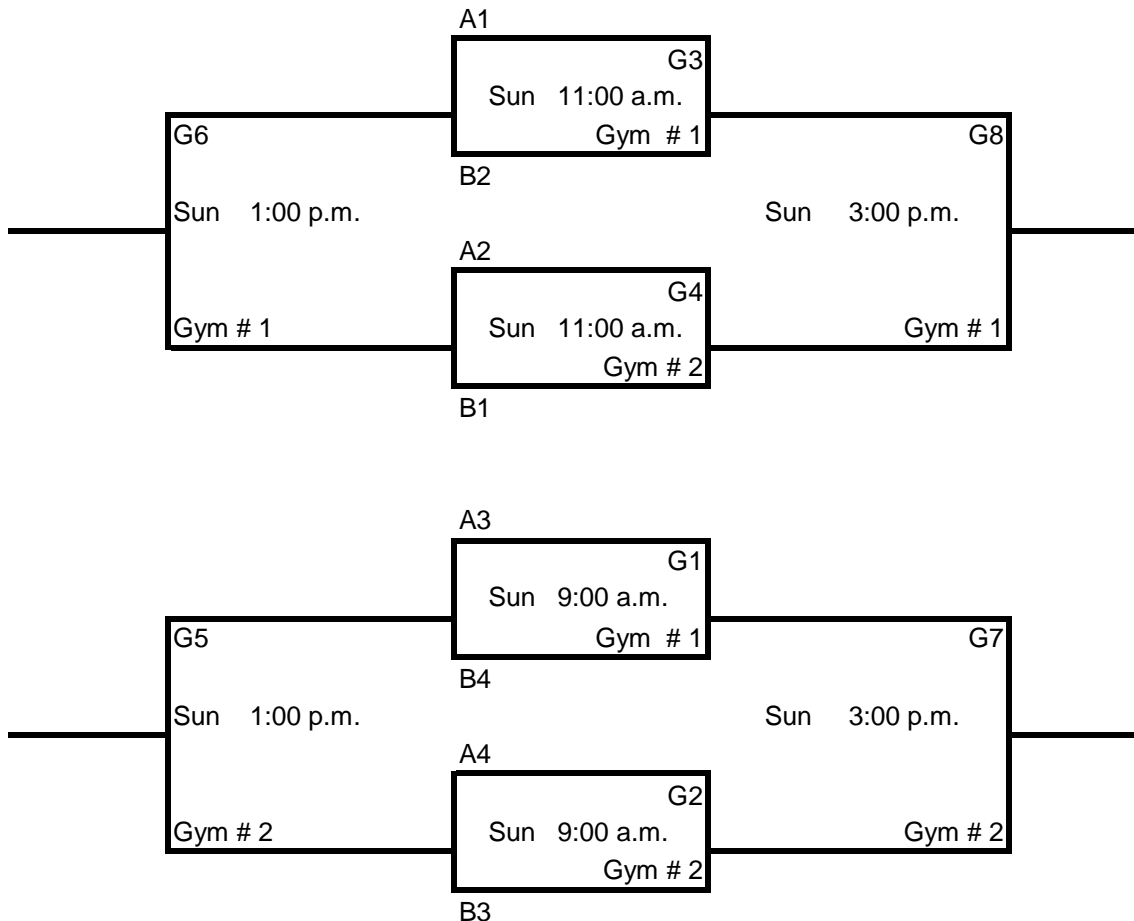 A1
G3
Sun 11:00 a.m.
G6
Gym # 1
G8
B2
Sun 1:00 p.m.
Sun 3:00 p.m.
A2
G4
Gym # 1
Sun 11:00 a.m.
Gym # 1
Gym # 2
B1
A3
G1
Sun 9:00 a.m.
G5
Gym # 1
G7
B4
Sun 1:00 p.m.
Sun 3:00 p.m.
A4
G2
Gym # 2
Sun 9:00 a.m.
Gym # 2
Gym # 2
B3